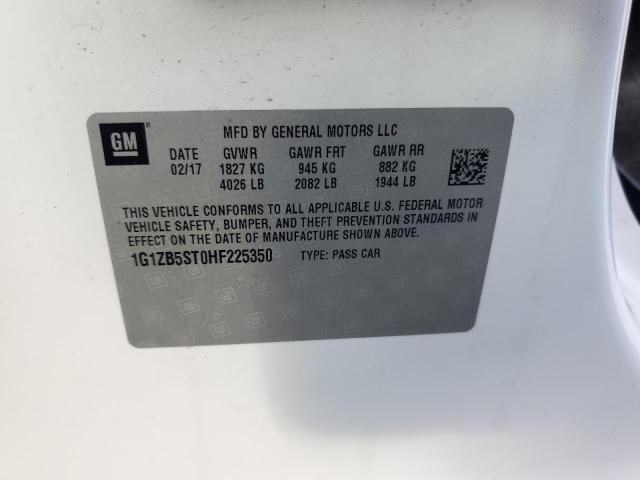 GM ®
MFD BY GENERAL MOTORS LLC
DATE GVWR GAWR FRT GAWR RR
02/17 1827 KG 945 KG 882 KG
4026 LB 2082 LB 1944 LB
THIS VEHICLE CONFORMS TO ALL APPLICABLE U.S. FEDERAL MOTOR
VEHICLE SAFETY, BUMPER, AND THEFT PREVENTION STANDARDS IN
EFFECT ON THE DATE OF MANUFACTURE SHOWN ABOVE.
1G1ZB5ST0HF225350 TYPE: PASS CAR